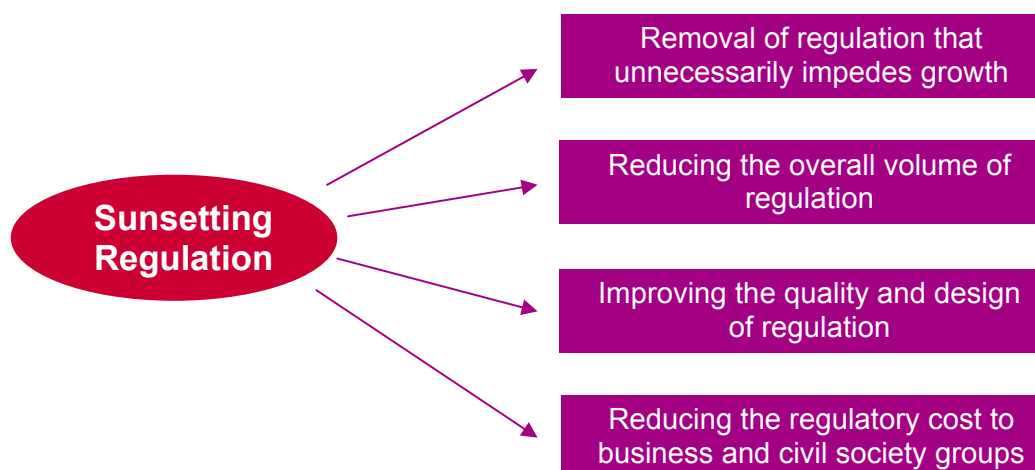 Removal of regulation that
unnecessarily impedes growth
Reducing the overall volume of
regulation
Sunsetting
Regulation
Improving the quality and design
of regulation
Reducing the regulatory cost to
business and civil society groups